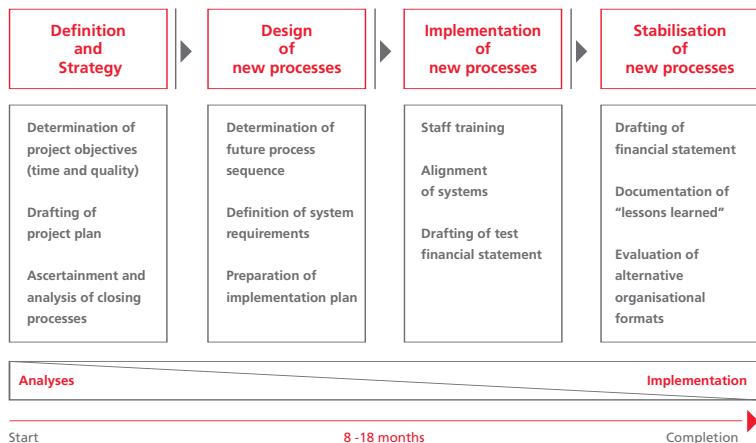 Definition
and
Strategy
Design
of
new processes
Implementation
of
new processes
Stabilisation
of
new processes
Determination of
project objectives
(time and quality)
Drafting of
project plan
Ascertainment and
analysis of closing
processes
Determination of
future process
sequence
Definition of system
requirements
Preparation of
implementation plan
Staff training
Alignment
of systems
Drafting of test
financial statement
Drafting of
financial statement
Documentation of
“lessons learned”
Evaluation of
alternative
organisational
formats
Analyses
Implementation
Start
8 -18 months
Completion